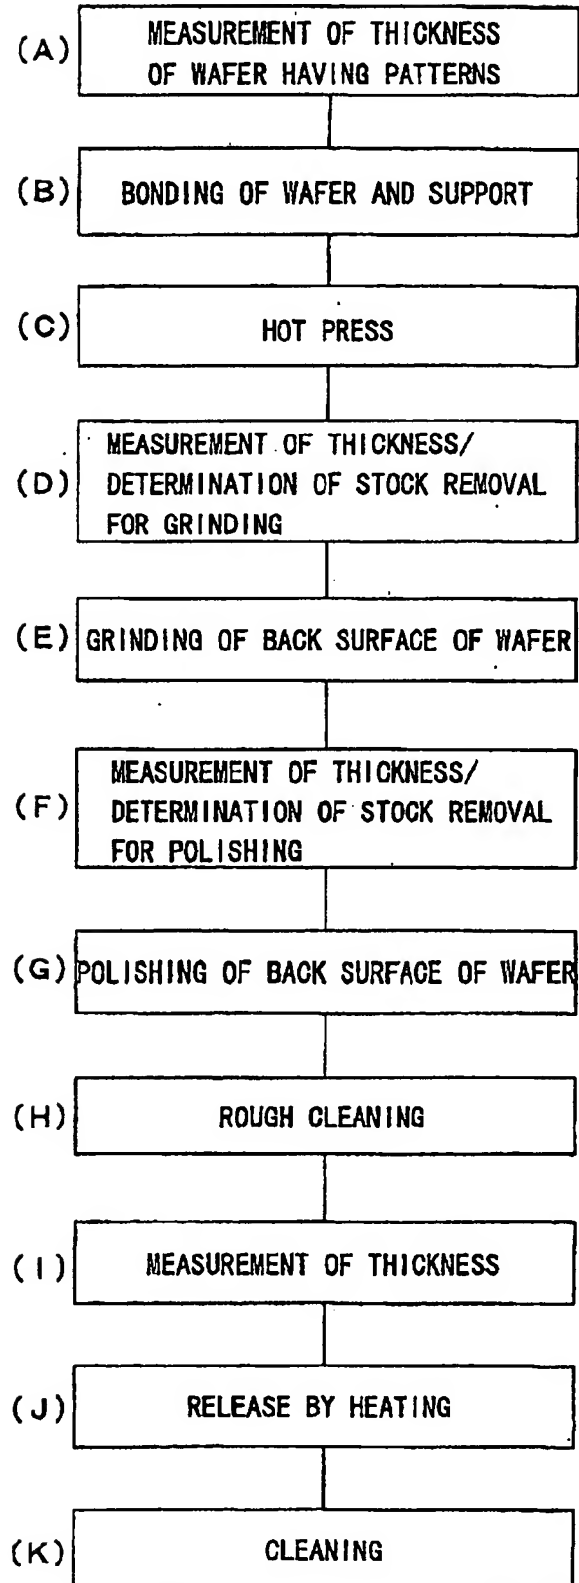 (A) MEASUREMENT OF THICKNESS
OF WAFER HAVING PATTERNS
(B) BONDING OF WAFER AND SUPPORT
(C) HOT PRESS
(D) MEASUREMENT OF THICKNESS/
DETERMINATION OF STOCK REMOVAL
FOR GRINDING
(E) GRINDING OF BACK SURFACE OF WAFER
(F) MEASUREMENT OF THICKNESS/
DETERMINATION OF STOCK REMOVAL
FOR POLISHING
(G) POLISHING OF BACK SURFACE OF WAFER
(H) ROUGH CLEANING
(I) MEASUREMENT OF THICKNESS
(J) RELEASE BY HEATING
(K) CLEANING